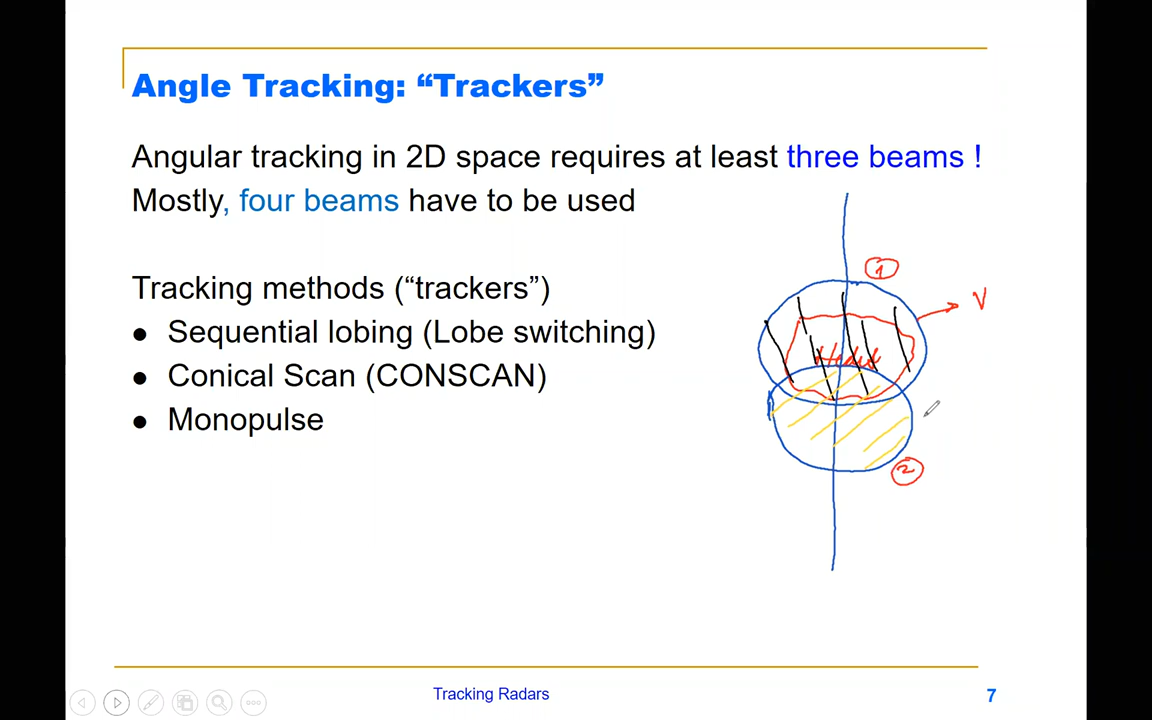 Angle Tracking: “Trackers”
Angular tracking in 2D space requires at least three beams !
Mostly, four beams have to be used
Tracking methods (“trackers”)
● Sequential lobing (Lobe switching)
● Conical Scan (CONSCAN)
● Monopulse
1
V
2
Tracking Radars
7